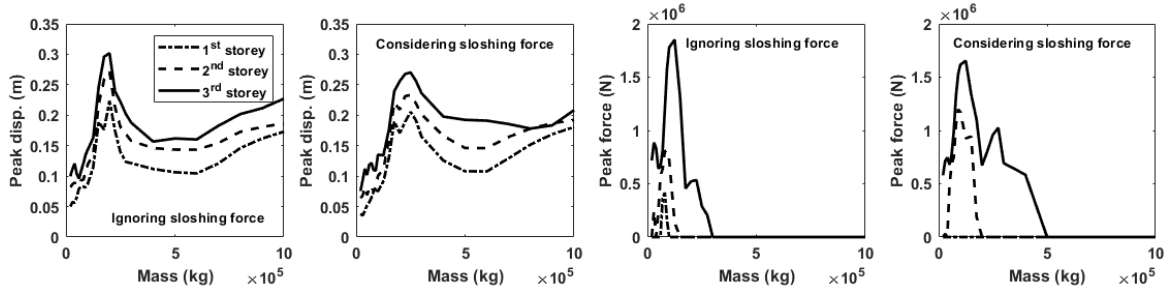 0.35
0.3
0.25
0.2
0.15
0.1
0.05
0
Peak disp. (m)
1st storey
2nd storey
3rd storey
Ignoring sloshing force
0 5 10
Mass (kg) ×10^5
0.35
0.3
0.25
0.2
0.15
0.1
0.05
0
Peak disp. (m)
Considering sloshing force
0 5 10
Mass (kg) ×10^5
×10^6
2
1.5
1
0.5
0
Peak force (N)
Ignoring sloshing force
0 5 10
Mass (kg) ×10^5
×10^6
2
1.5
1
0.5
0
Peak force (N)
Considering sloshing force
0 5 10
Mass (kg) ×10^5